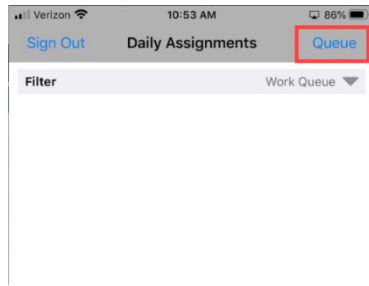 Verizon 10:53 AM 86%
Sign Out Daily Assignments Queue
Filter Work Queue